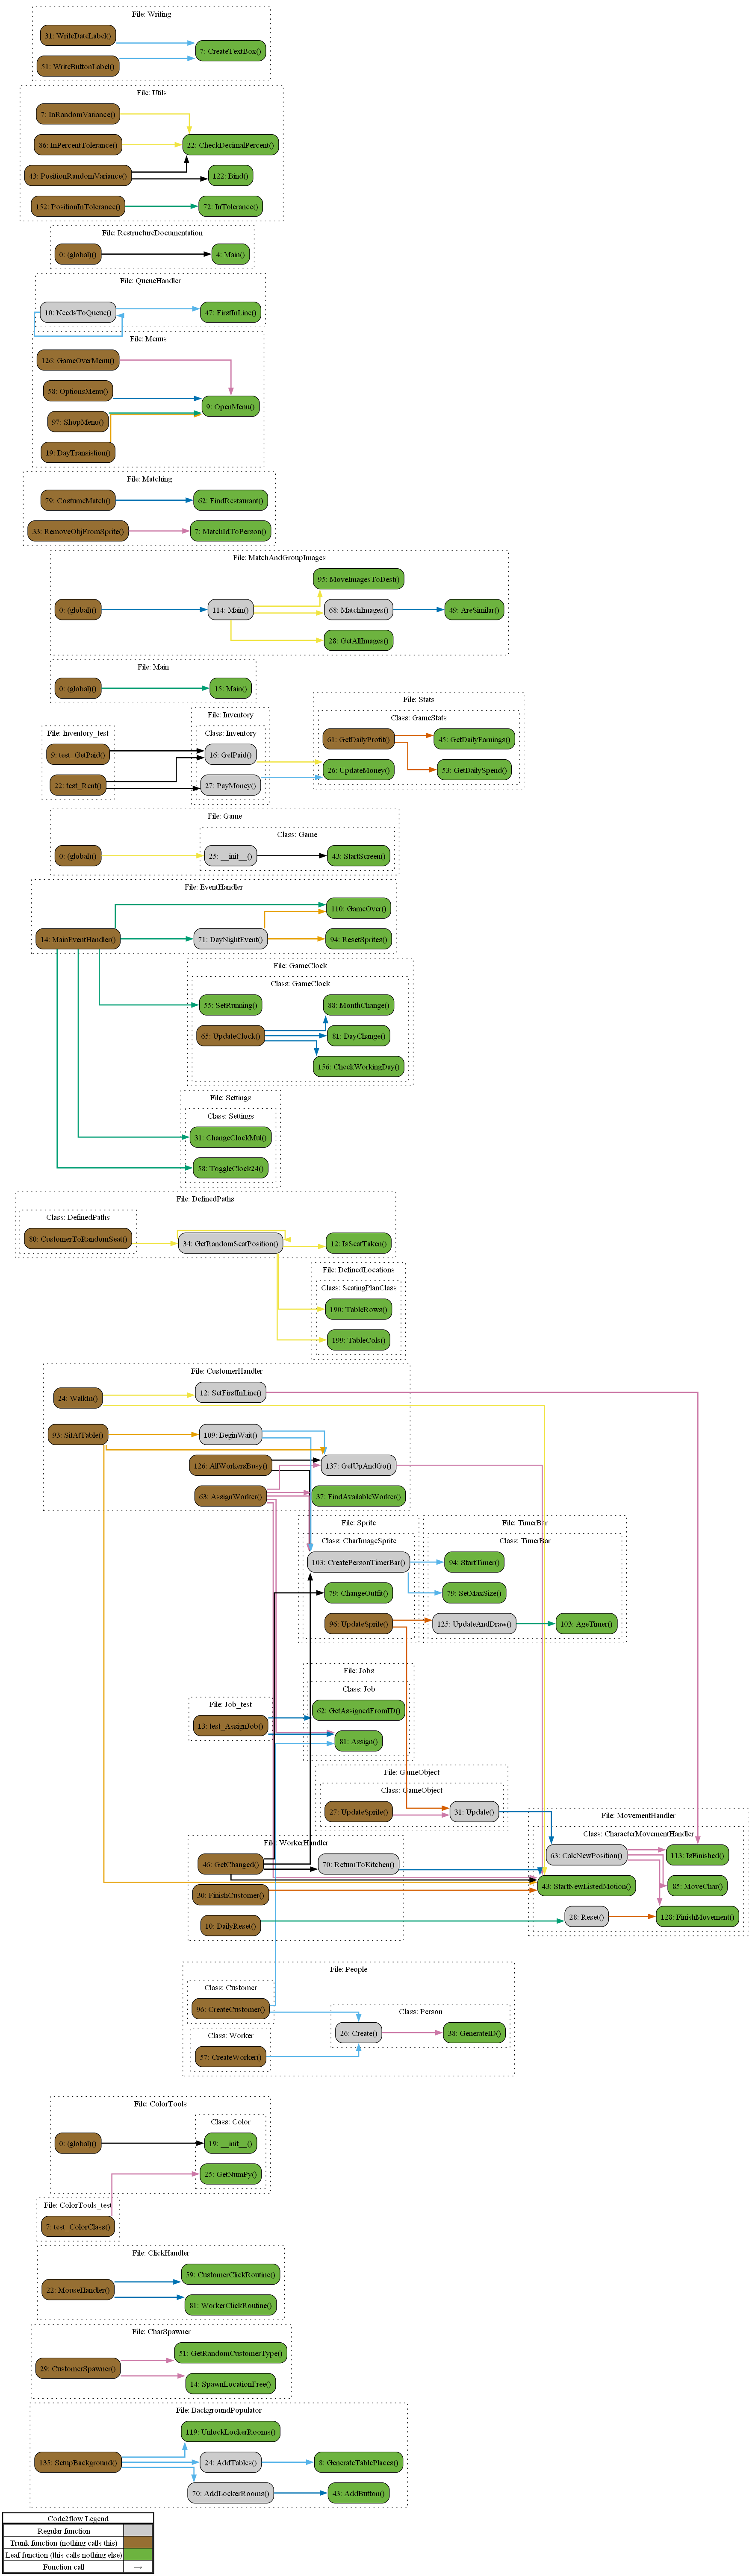 File: Writing
31: WriteDateLabel()
7: CreateTextBox()
51: WriteButtonLabel()
File: Utils
7: InRandomVariance()
86: InPercentTolerance()
22: CheckDecimalPercent()
43: PositionRandomVariance()
122: Bind()
152: PositionInTolerance()
72: InTolerance()
File: RestructureDocumentation
0: (global)()
4: Main()
File: QueueHandler
10: NeedsToQueue()
47: FirstInLine()
File: Menus
126: GameOverMenu()
58: OptionsMenu()
9: OpenMenu()
97: ShopMenu()
19: DayTransistion()
File: Matching
79: CostumeMatch()
62: FindRestaurant()
33: RemoveObjFromSprite()
7: MatchIdToPerson()
File: MatchAndGroupImages
95: MoveImagesToDest()
0: (global)()
114: Main()
68: MatchImages()
49: AreSimilar()
28: GetAllImages()
File: Main
0: (global)()
15: Main()
File: Stats
File: Inventory
Class: GameStats
File: Inventory_test
Class: Inventory
61: GetDailyProfit()
45: GetDailyEarnings()
9: test_GetPaid()
16: GetPaid()
26: UpdateMoney()
53: GetDailySpend()
22: test_Rent()
27: PayMoney()
File: Game
Class: Game
0: (global)()
25: __init__()
43: StartScreen()
File: EventHandler
110: GameOver()
14: MainEventHandler()
71: DayNightEvent()
94: ResetSprites()
File: GameClock
Class: GameClock
55: SetRunning()
88: MonthChange()
65: UpdateClock()
81: DayChange()
156: CheckWorkingDay()
File: Settings
Class: Settings
31: ChangeClockMul()
58: ToggleClock24()
File: DefinedPaths
Class: DefinedPaths
80: CustomerToRandomSeat()
34: GetRandomSeatPosition()
12: IsSeatTaken()
File: DefinedLocations
Class: SeatingPlanClass
190: TableRows()
199: TableCols()
File: CustomerHandler
24: WalkIn()
12: SetFirstInLine()
93: SitAtTable()
109: BeginWait()
126: AllWorkersBusy()
137: GetUpAndGo()
63: AssignWorker()
37: FindAvailableWorker()
File: Sprite
File: TimerBar
Class: CharImageSprite
Class: TimerBar
103: CreatePersonTimerBar()
94: StartTimer()
79: ChangeOutfit()
79: SetMaxSize()
96: UpdateSprite()
125: UpdateAndDraw()
103: AgeTimer()
File: Jobs
Class: Job
File: Job_test
62: GetAssignedFromID()
13: test_AssignJob()
81: Assign()
File: GameObject
Class: GameObject
27: UpdateSprite()
31: Update()
File: MovementHandler
Class: CharacterMovementHandler
File: WorkerHandler
63: CalcNewPosition()
113: IsFinished()
46: GetChanged()
70: ReturnToKitchen()
43: StartNewListedMotion()
85: MoveChar()
30: FinishCustomer()
10: DailyReset()
28: Reset()
128: FinishMovement()
File: People
Class: Customer
96: CreateCustomer()
Class: Person
26: Create()
38: GenerateID()
Class: Worker
57: CreateWorker()
File: ColorTools
Class: Color
0: (global)()
19: __init__()
25: GetNumPy()
File: ColorTools_test
7: test_ColorClass()
File: ClickHandler
59: CustomerClickRoutine()
22: MouseHandler()
81: WorkerClickRoutine()
File: CharSpawner
51: GetRandomCustomerType()
29: CustomerSpawner()
14: SpawnLocationFree()
File: BackgroundPopulator
119: UnlockLockerRooms()
135: SetupBackground()
24: AddTables()
8: GenerateTablePlaces()
70: AddLockerRooms()
43: AddButton()
Code2flow Legend
Regular function
Trunk function (nothing calls this)
Leaf function (this calls nothing else)
Function call